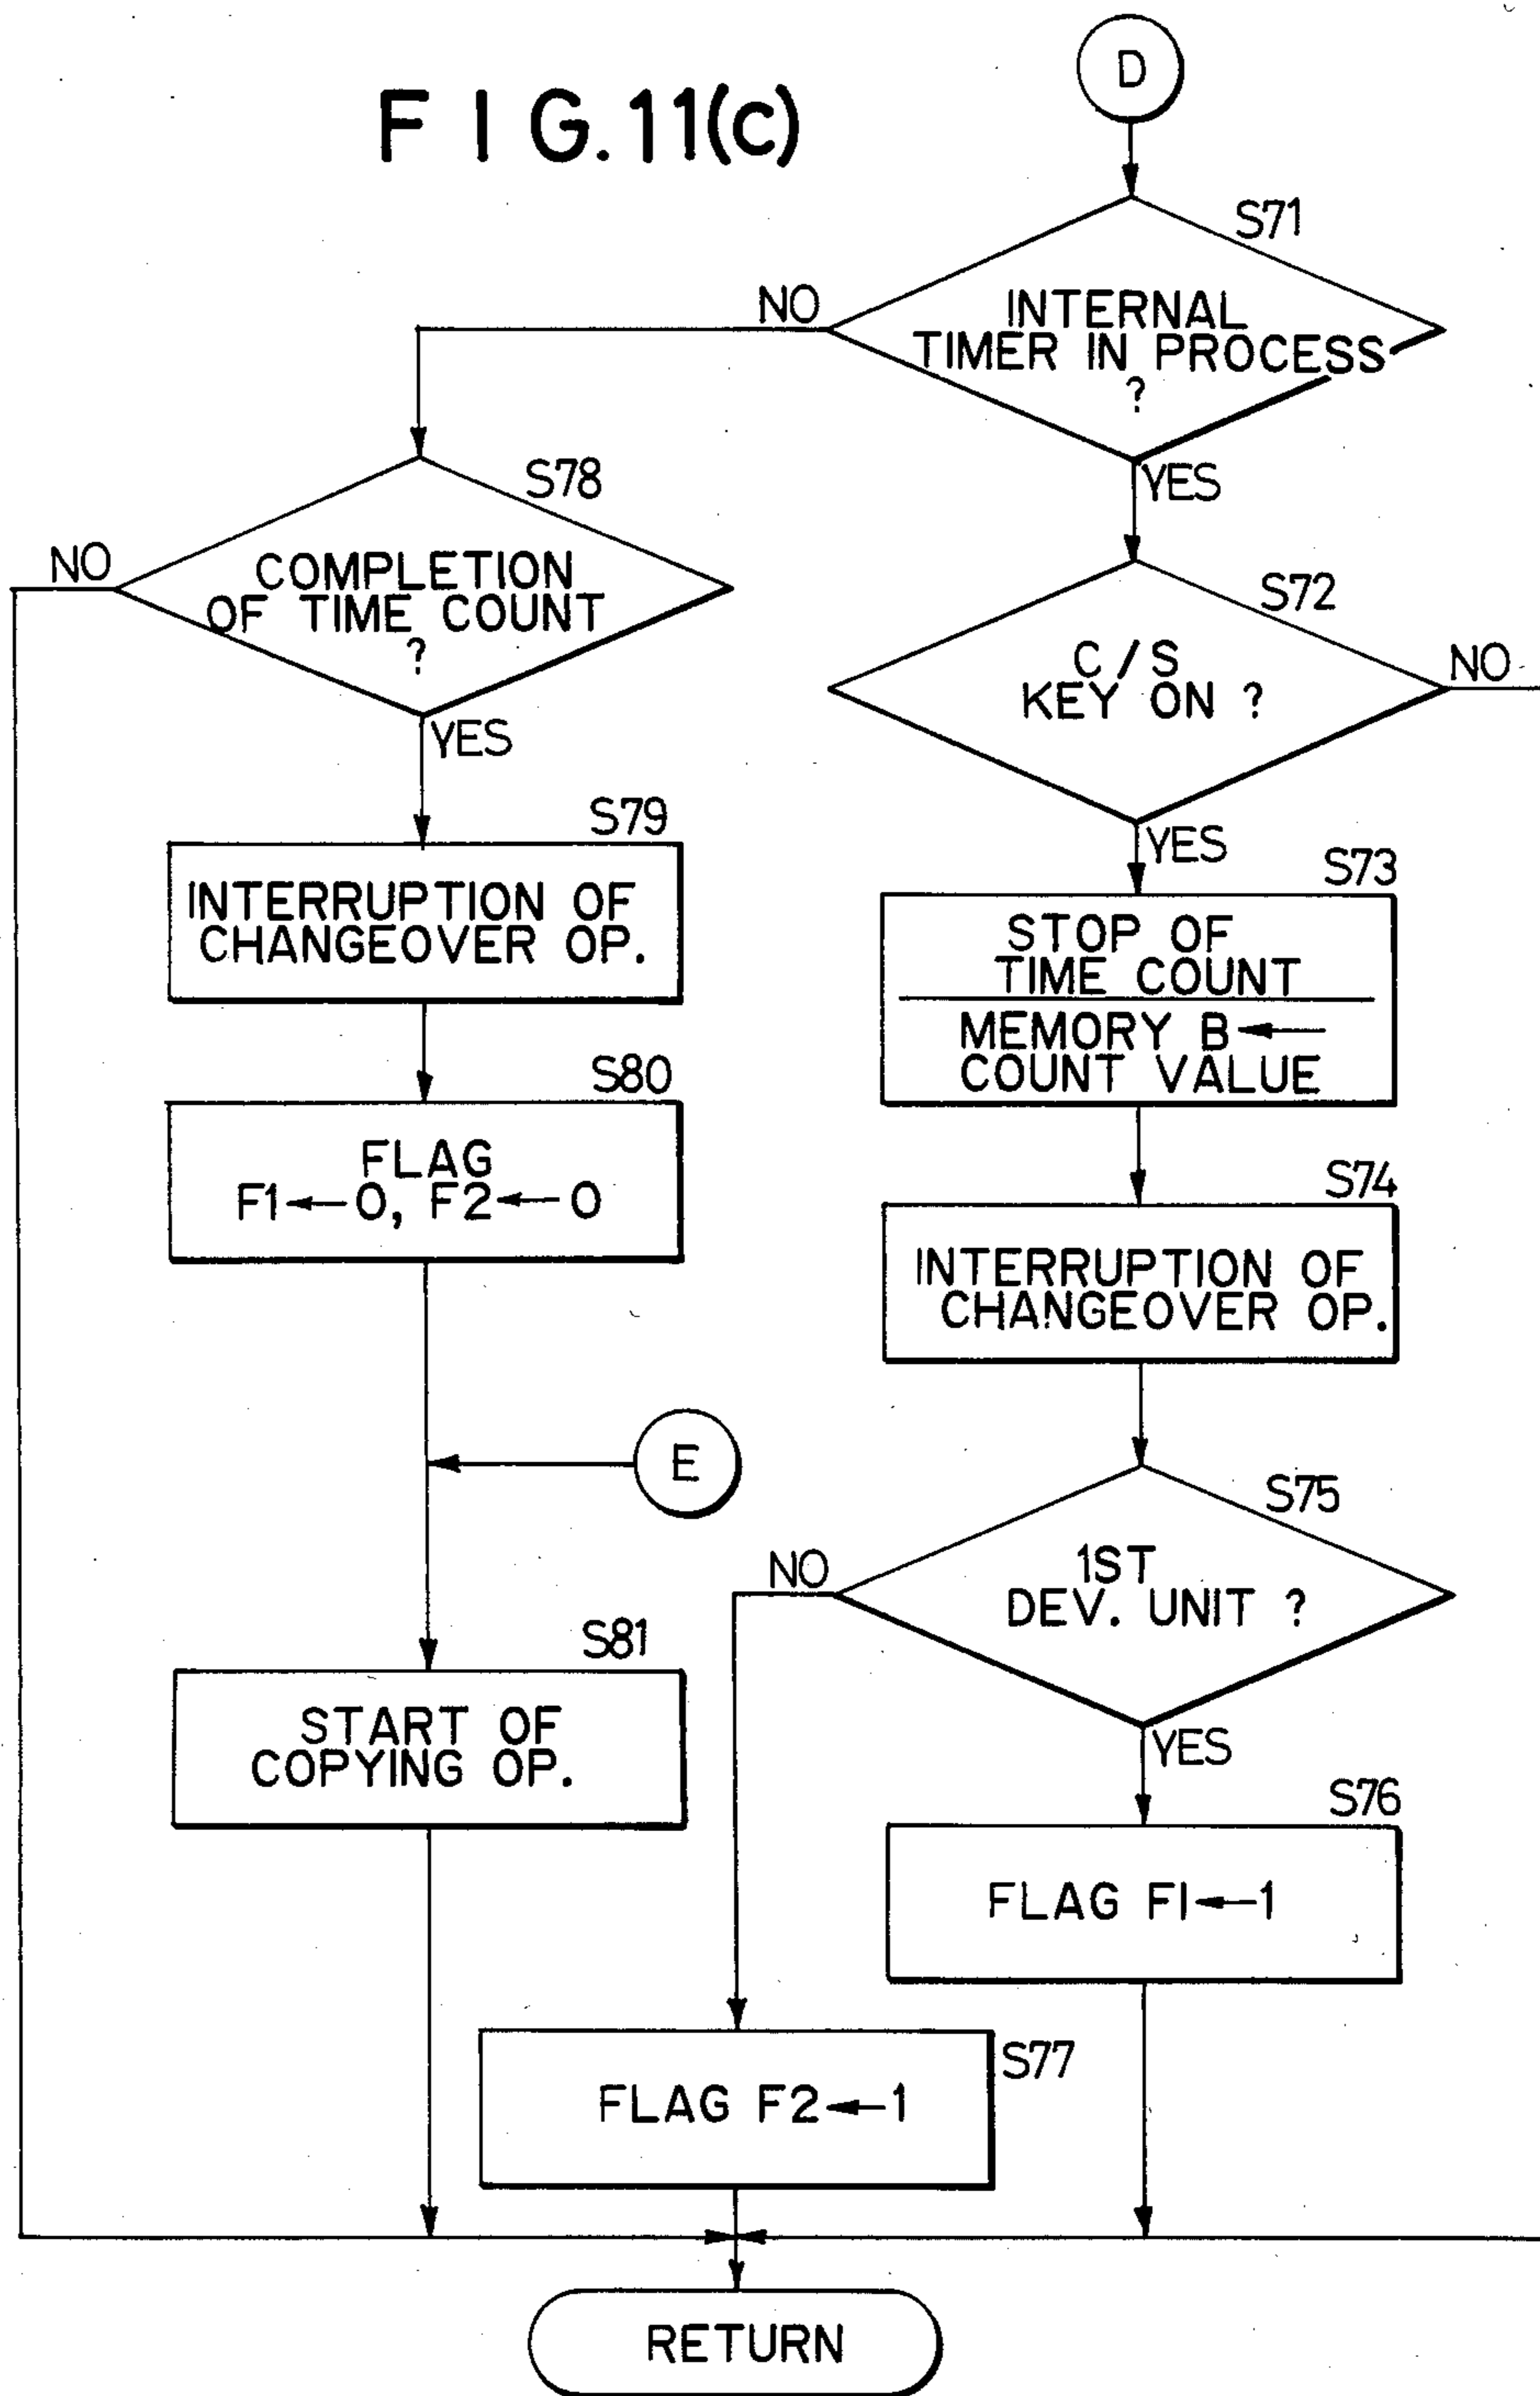 FIG.11(c)
D
S71
INTERNAL
TIMER IN PROCESS
?
NO
YES
S72
C/S
KEY ON ?
NO
YES
S73
STOP OF
TIME COUNT
MEMORY B←
COUNT VALUE
S74
INTERRUPTION OF
CHANGEOVER OP.
S75
1ST
DEV. UNIT ?
NO
YES
S76
FLAG F1←1
S77
FLAG F2←1
S78
COMPLETION
OF TIME COUNT
?
NO
YES
S79
INTERRUPTION OF
CHANGEOVER OP.
S80
FLAG
F1←0, F2←0
E
S81
START OF
COPYING OP.
RETURN